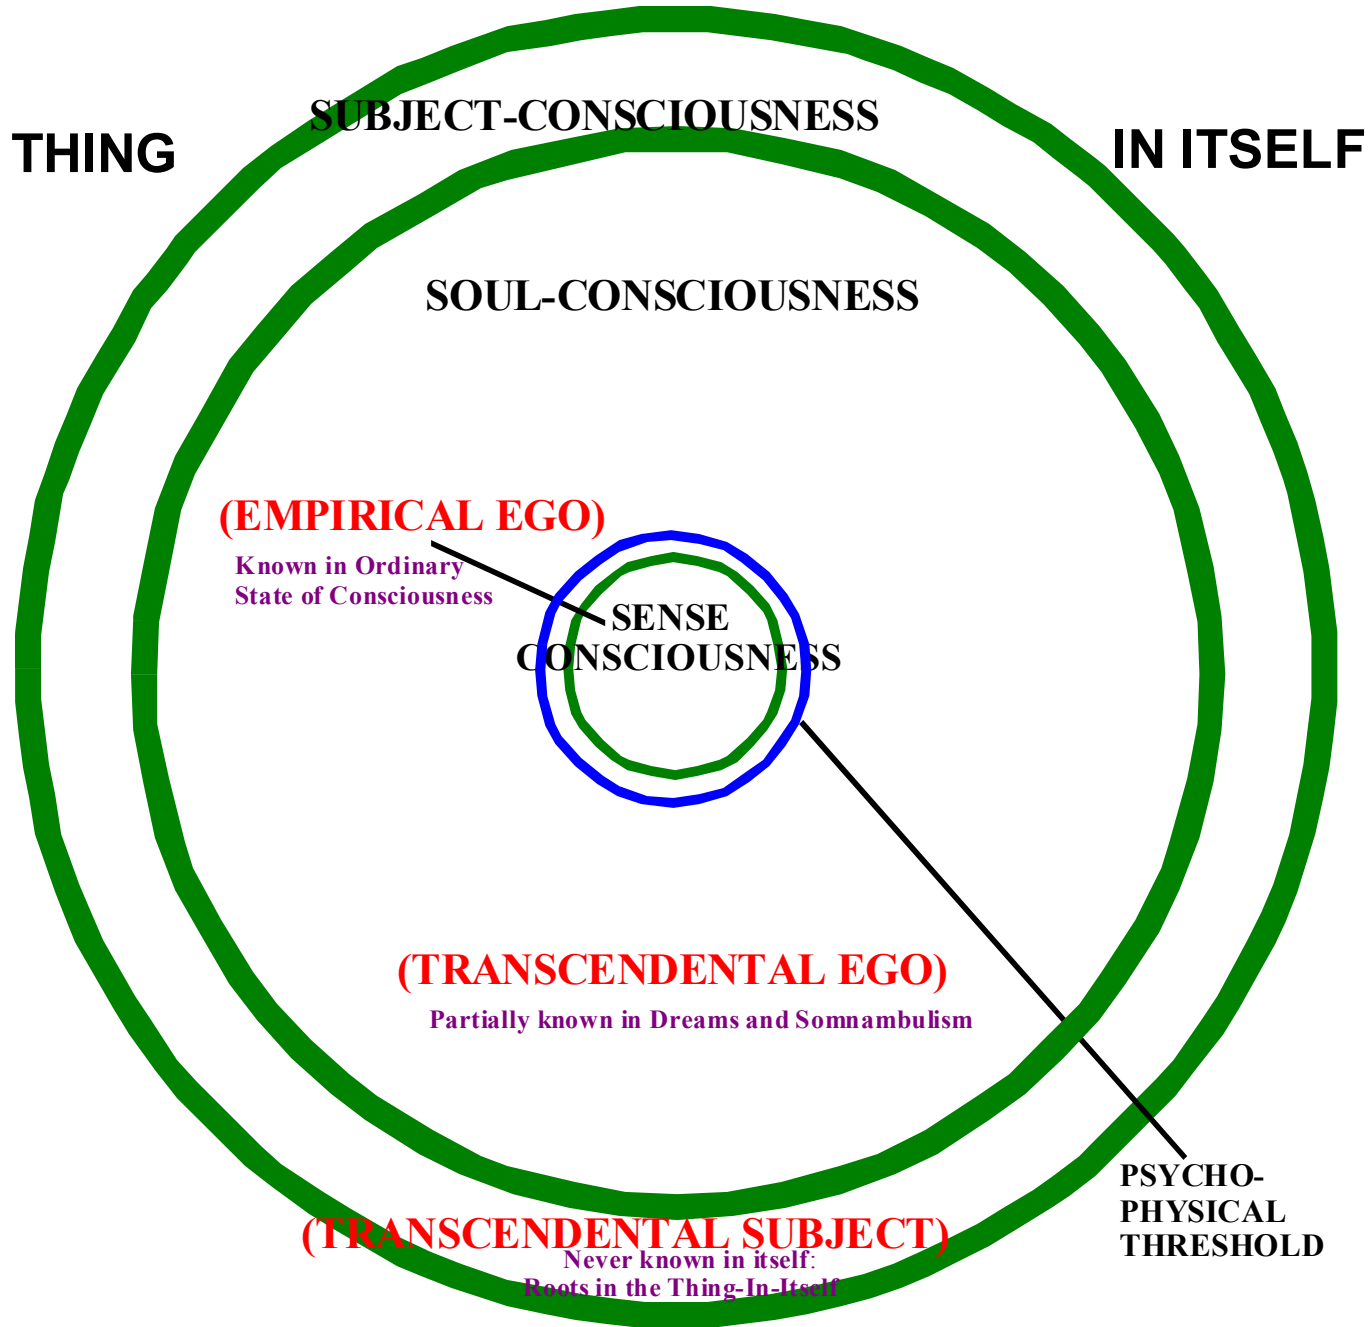 SUBJECT-CONSCIOUSNESS
THING
IN ITSELF
SOUL-CONSCIOUSNESS
(EMPIRICAL EGO)
Known in Ordinary
State of Consciousness
SENSE
CONSCIOUSNESS
(TRANSCENDENTAL EGO)
Partially known in Dreams and Somnambulism
PSYCHO-
PHYSICAL
THRESHOLD
(TRANSCENDENTAL SUBJECT)
Never known in itself:
Roots in the Thing-In-Itself